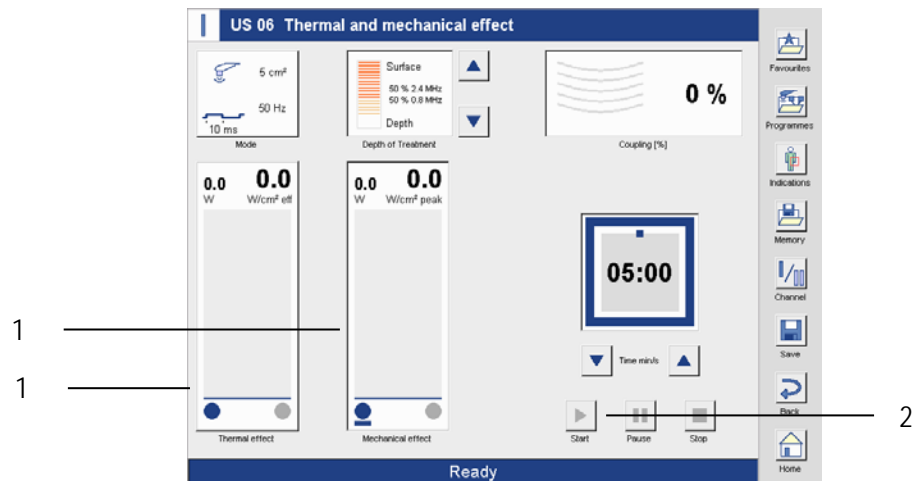 US 06 Thermal and mechanical effect
5 cm²
50 Hz
10 ms
Mode
Surface
50 % 2.4 MHz
50 % 0.8 MHz
Depth
Depth of Treatment
0 %
Coupling [%]
0.0 0.0
W W/cm² eff
Thermal effect
0.0 0.0
W W/cm² peak
Mechanical effect
05:00
Time min/s
Start Pause Stop
Ready
Favourites
Programmes
Indications
Memory
Channel
Save
Back
Home
1
1
2